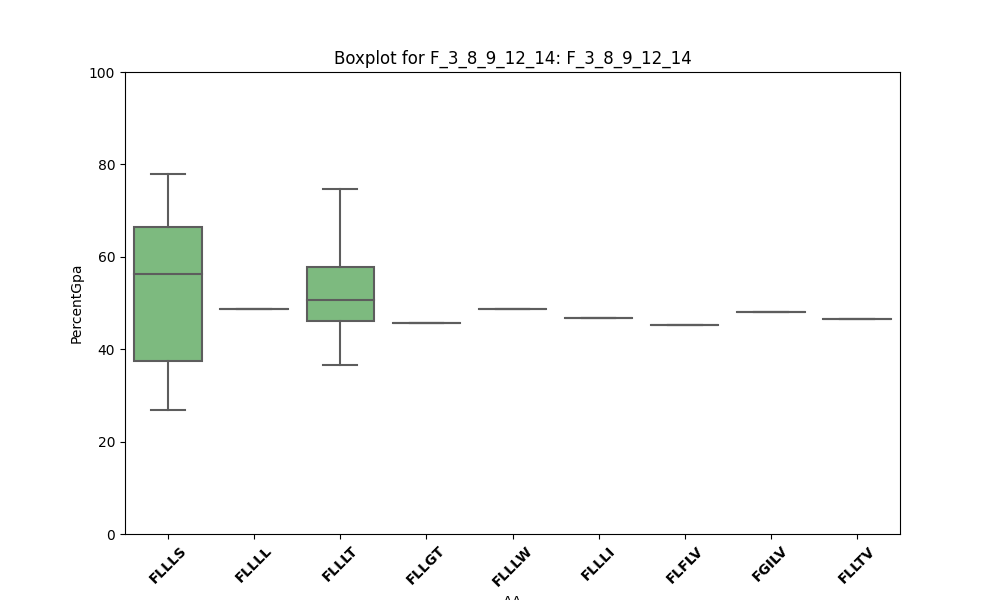 Boxplot for F_3_8_9_12_14: F_3_8_9_12_14
100
80
60
40
20
0
PercentGpa
FLLLS
FLLLL
FLLLT
FLLGT
FLLLW
FLLLI
FLFLV
FGILV
FLLTV
AA